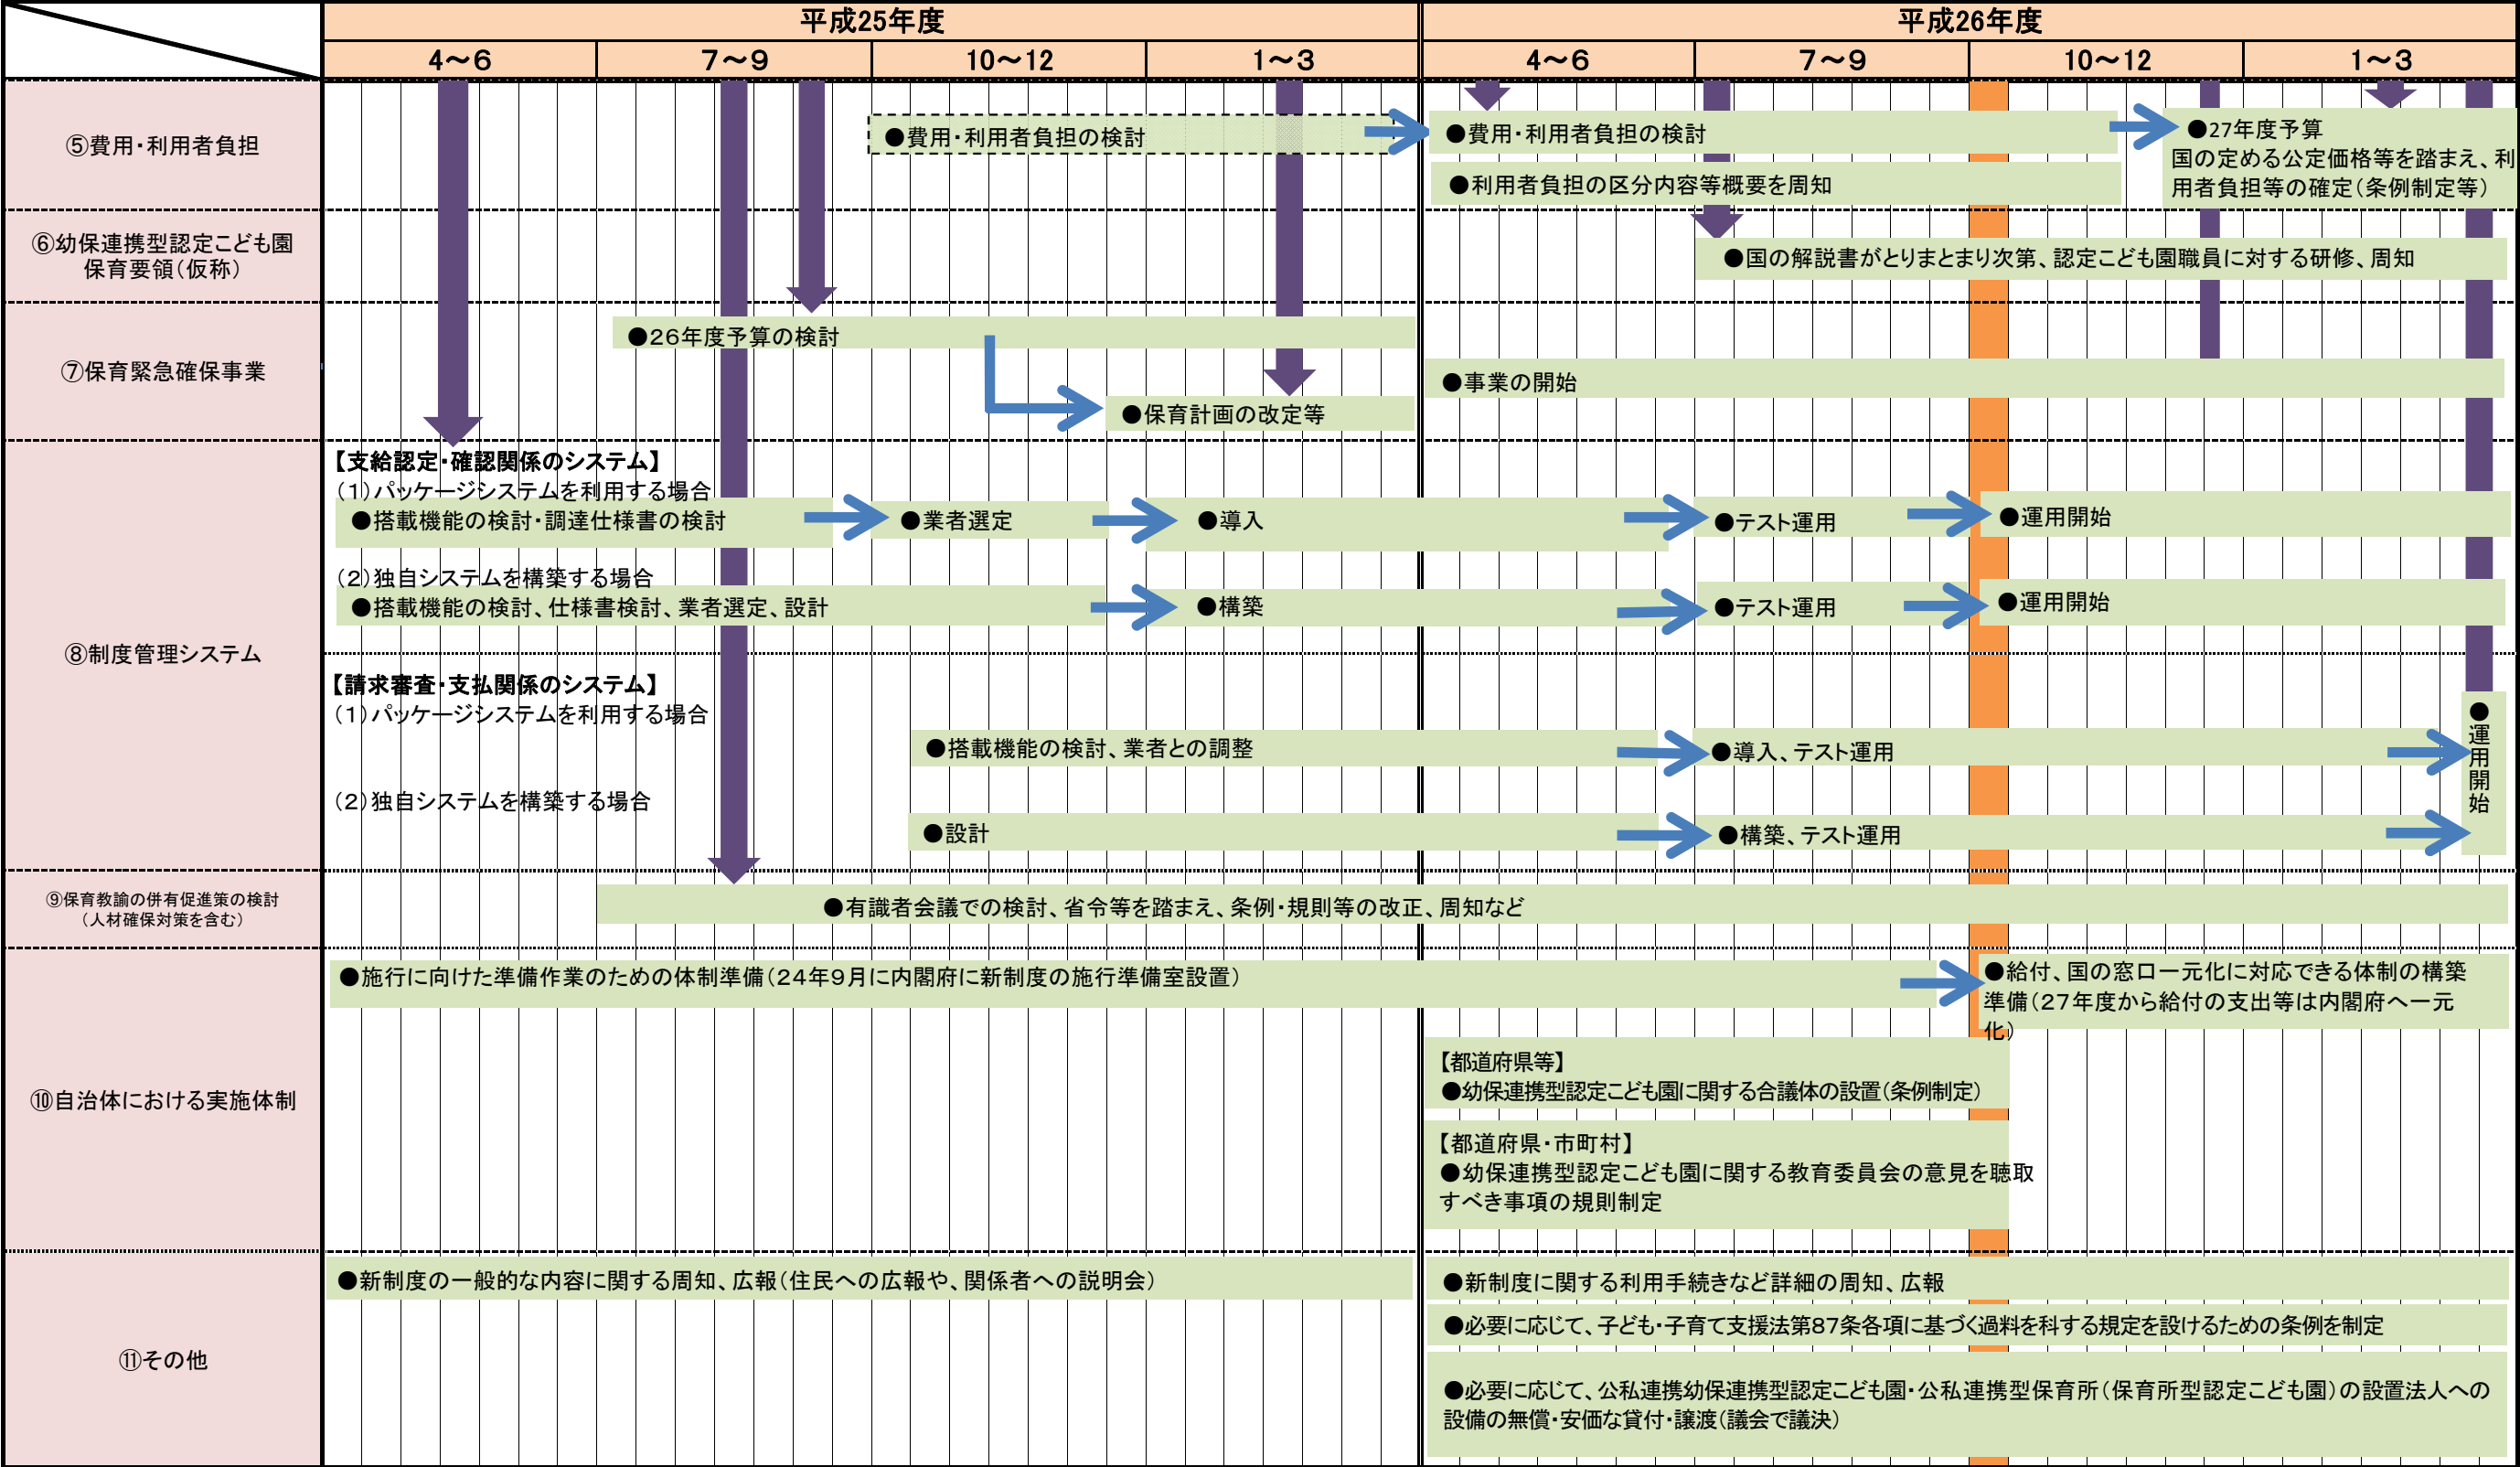 平成25年度
平成26年度
4～6
7～9
10～12
1～3
4～6
7～9
10～12
1～3
⑤費用・利用者負担
●費用・利用者負担の検討
●費用・利用者負担の検討
●利用者負担の区分内容等概要を周知
●27年度予算
国の定める公定価格等を踏まえ、利
用者負担等の確定（条例制定等）
⑥幼保連携型認定こども園
保育要領（仮称）
●国の解説書がとりまとまり次第、認定こども園職員に対する研修、周知
⑦保育緊急確保事業
●２６年度予算の検討
●保育計画の改定等
●事業の開始
⑧制度管理システム
【支給認定・確認関係のシステム】
（１）パッケージシステムを利用する場合
●搭載機能の検討・調達仕様書の検討
●業者選定
●導入
●テスト運用
●運用開始
（２）独自システムを構築する場合
●搭載機能の検討、仕様書検討、業者選定、設計
●構築
●テスト運用
●運用開始
【請求審査・支払関係のシステム】
（１）パッケージシステムを利用する場合
●搭載機能の検討、業者との調整
●導入、テスト運用
●運用開始
（２）独自システムを構築する場合
●設計
●構築、テスト運用
⑨保育教諭の併有促進策の検討
（人材確保対策を含む）
●有識者会議での検討、省令等を踏まえ、条例・規則等の改正、周知など
⑩自治体における実施体制
●施行に向けた準備作業のための体制準備（２４年９月に内閣府に新制度の施行準備室設置）
●給付、国の窓口一元化に対応できる体制の構築
準備（２７年度から給付の支出等は内閣府へ一元
化）
【都道府県等】
●幼保連携型認定こども園に関する合議体の設置（条例制定）
【都道府県・市町村】
●幼保連携型認定こども園に関する教育委員会の意見を聴取
すべき事項の規則制定
⑪その他
●新制度の一般的な内容に関する周知、広報（住民への広報や、関係者への説明会）
●新制度に関する利用手続きなど詳細の周知、広報
●必要に応じて、子ども・子育て支援法第８７条各項に基づく過料を科する規定を設けるための条例を制定
●必要に応じて、公私連携幼保連携型認定こども園・公私連携型保育所（保育所型認定こども園）の設置法人への
設備の無償・安価な貸付・譲渡（議会で議決）